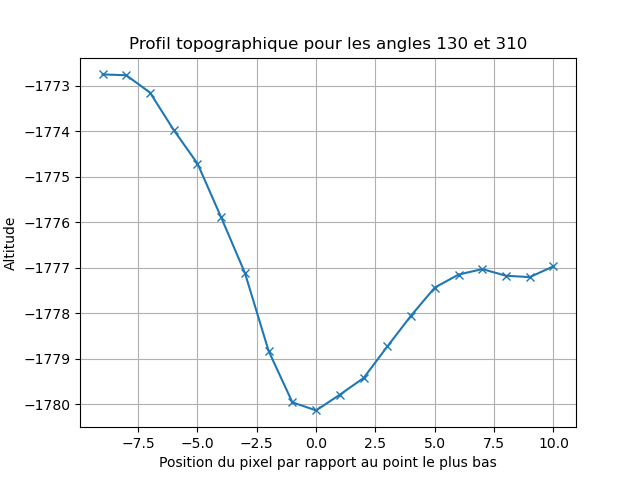 Profil topographique pour les angles 130 et 310
−1773
−1774
−1775
−1776
−1777
−1778
−1779
−1780
Altitude
−7.5 −5.0 −2.5 0.0 2.5 5.0 7.5 10.0
Position du pixel par rapport au point le plus bas